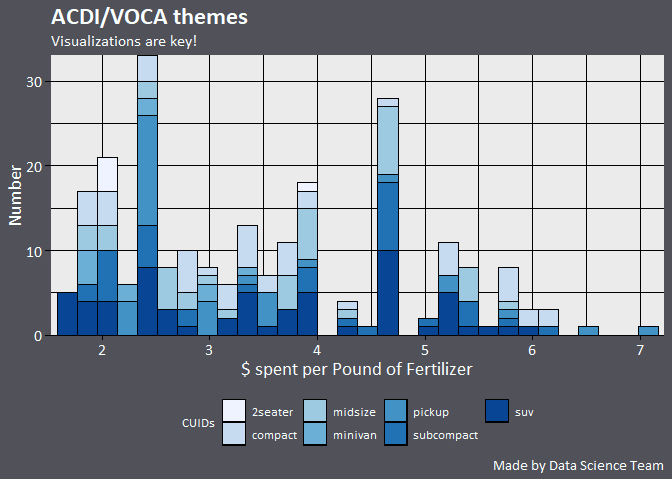 ACDI/VOCA themes
Visualizations are key!
Number
30
20
10
0
2 3 4 5 6 7
$ spent per Pound of Fertilizer
CUIDs
2seater midsize pickup suv
compact minivan subcompact
Made by Data Science Team